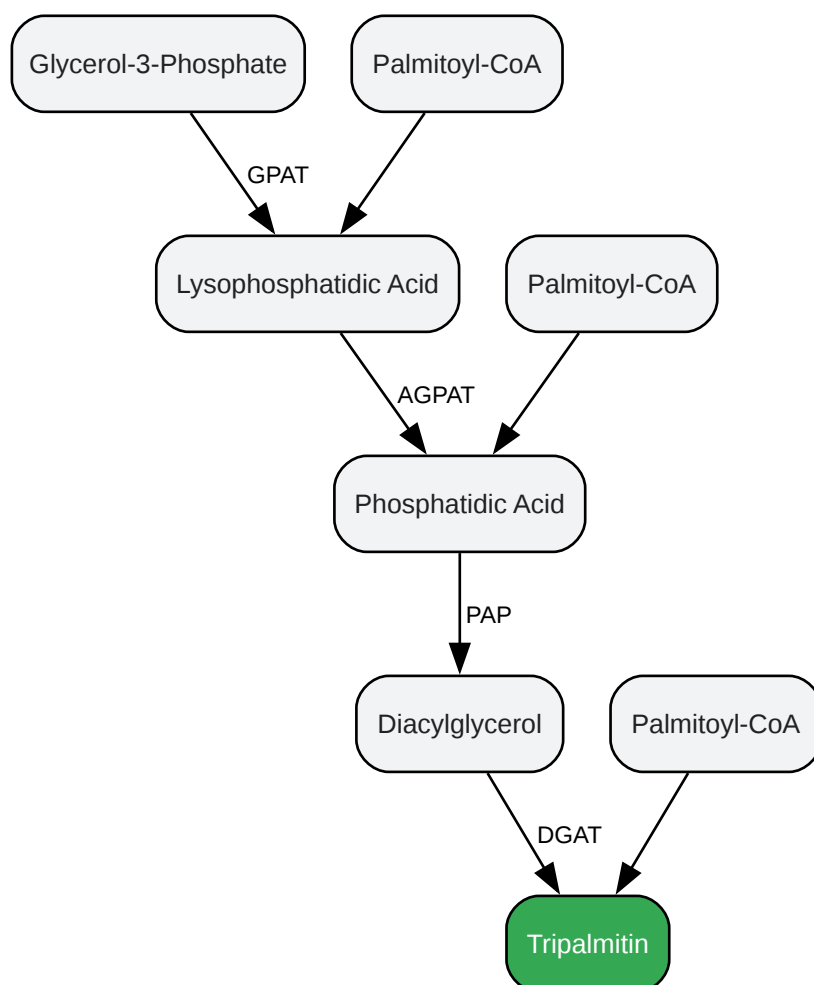 Glycerol-3-Phosphate
Palmitoyl-CoA
GPAT
Lysophosphatidic Acid
Palmitoyl-CoA
AGPAT
Phosphatidic Acid
PAP
Diacylglycerol
Palmitoyl-CoA
DGAT
Tripalmitin